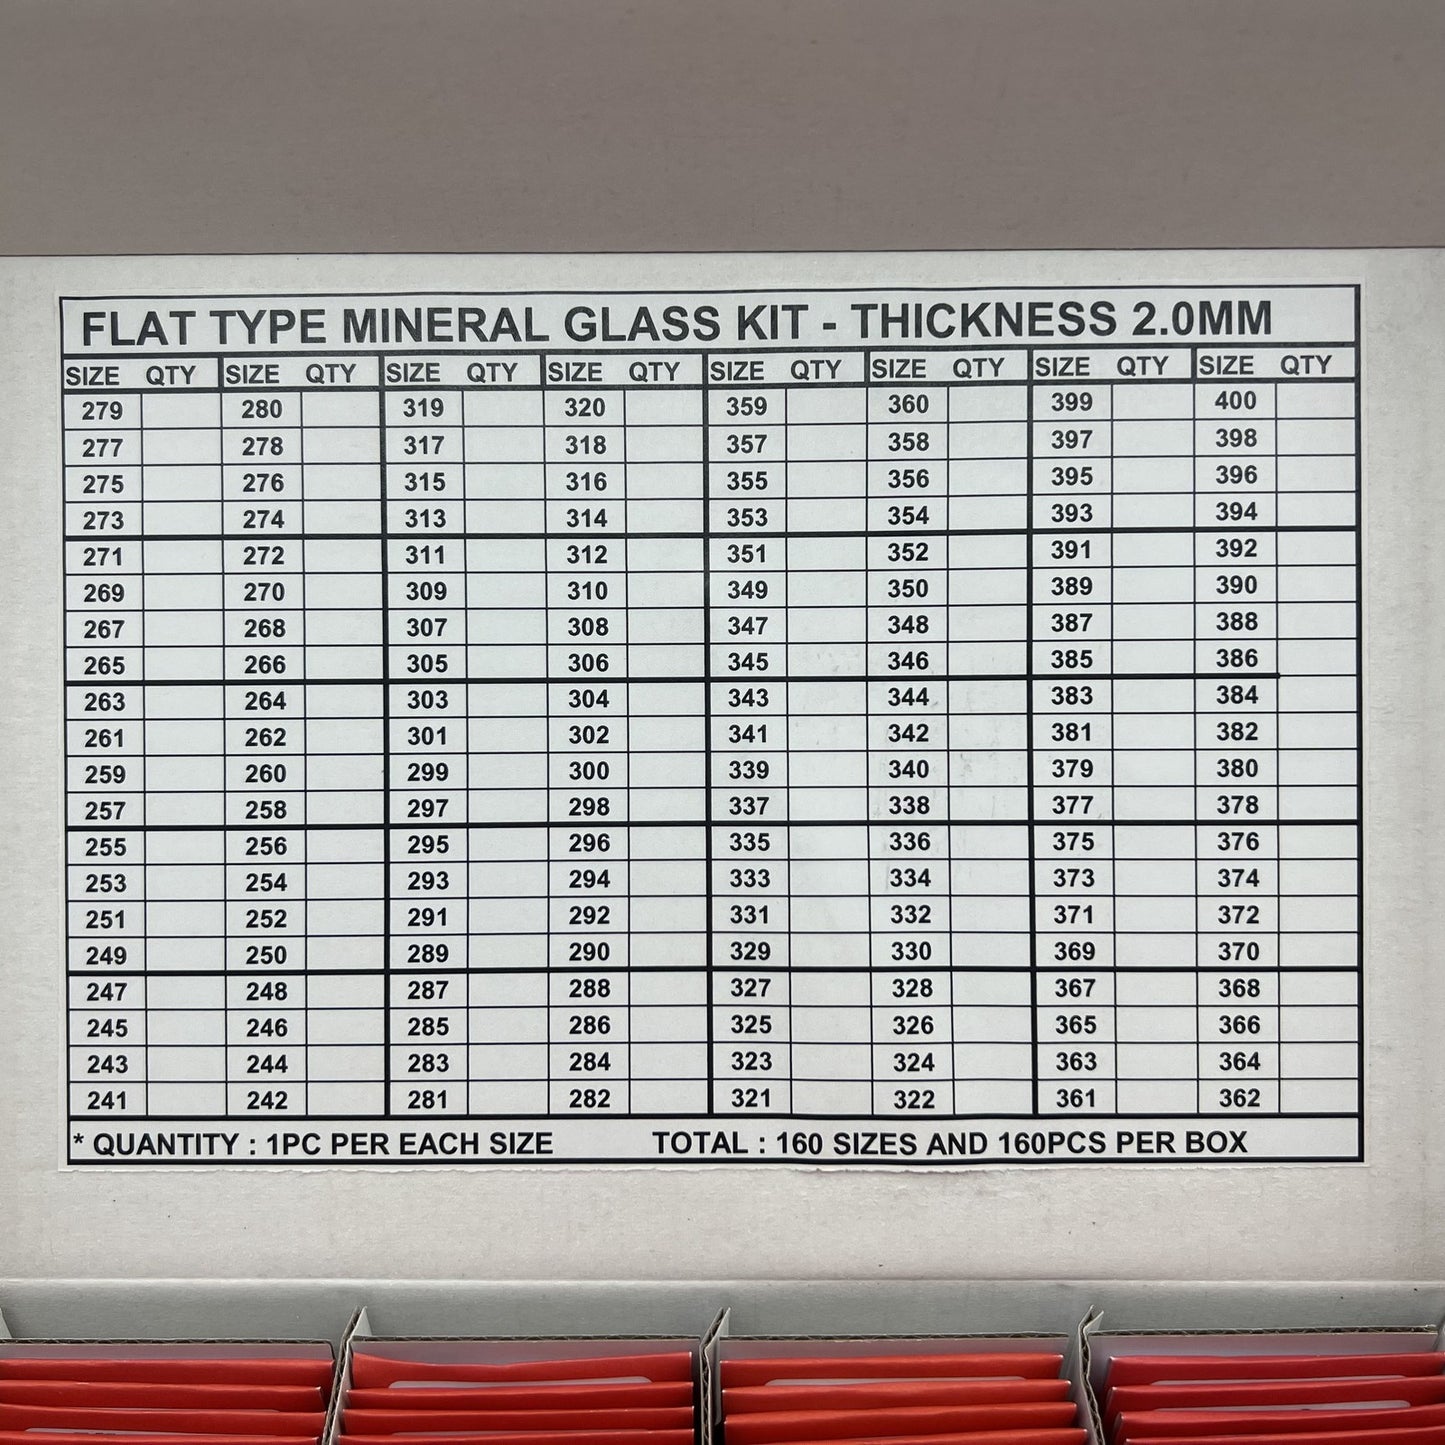 FLAT TYPE MINERAL GLASS KIT - THICKNESS 2.0MM
SIZE QTY SIZE QTY SIZE QTY SIZE QTY SIZE QTY SIZE QTY SIZE QTY SIZE QTY
279 280 319 320 359 360 399 400
277 278 317 318 357 358 397 398
275 276 315 316 355 356 395 396
273 274 313 314 353 354 393 394
271 272 311 312 351 352 391 392
269 270 309 310 349 350 389 390
267 268 307 308 347 348 387 388
265 266 305 306 345 346 385 386
263 264 303 304 343 344 383 384
261 262 301 302 341 342 381 382
259 260 299 300 339 340 379 380
257 258 297 298 337 338 377 378
255 256 295 296 335 336 375 376
253 254 293 294 333 334 373 374
251 252 291 292 331 332 371 372
249 250 289 290 329 330 369 370
247 248 287 288 327 328 367 368
245 246 285 286 325 326 365 366
243 244 283 284 323 324 363 364
241 242 281 282 321 322 361 362
* QUANTITY : 1PC PER EACH SIZE TOTAL : 160 SIZES AND 160PCS PER BOX